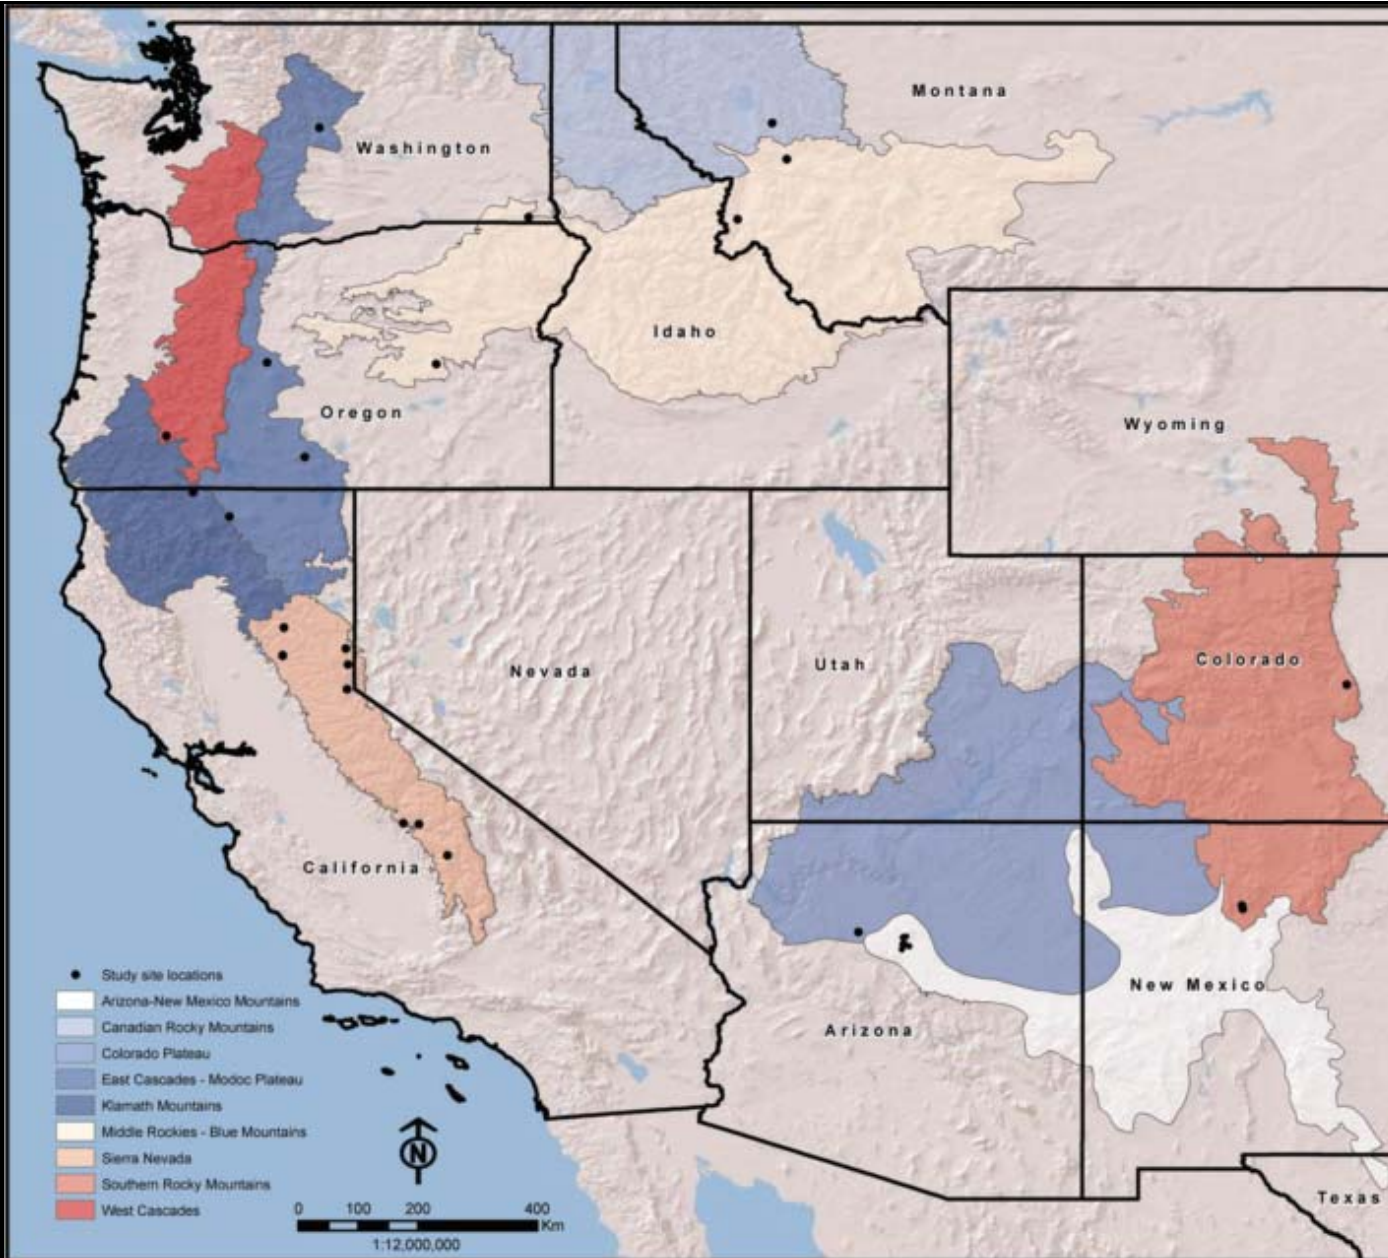 Montana
Washington
Idaho
Oregon
Wyoming
Nevada
Utah
Colorado
California
New Mexico
Arizona
Texas
Study site locations
Arizona-New Mexico Mountains
Canadian Rocky Mountains
Colorado Plateau
East Cascades - Modoc Plateau
Klamath Mountains
Middle Rockies - Blue Mountains
Sierra Nevada
Southern Rocky Mountains
West Cascades
N
0 100 200 400
Km
1:12,000,000